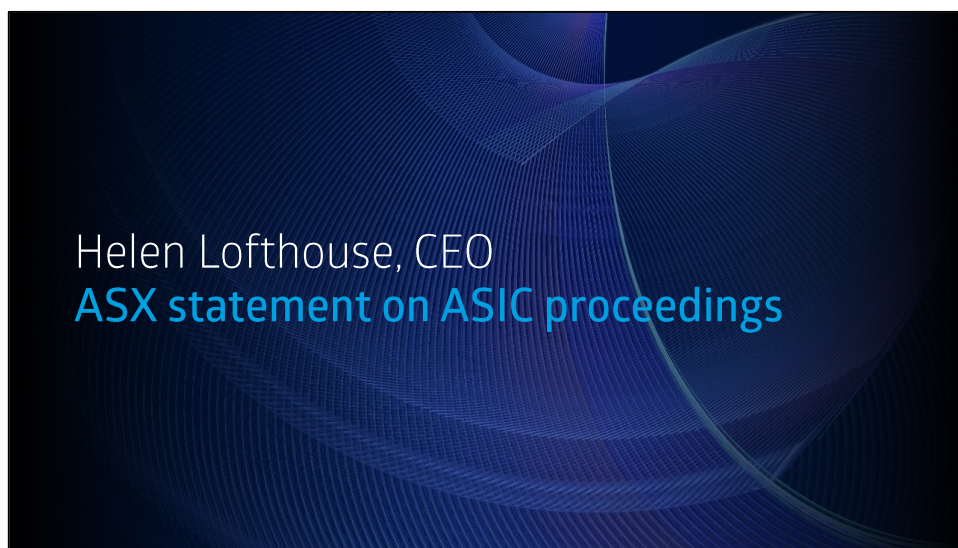 Helen Lofthouse, CEO
ASX statement on ASIC proceedings